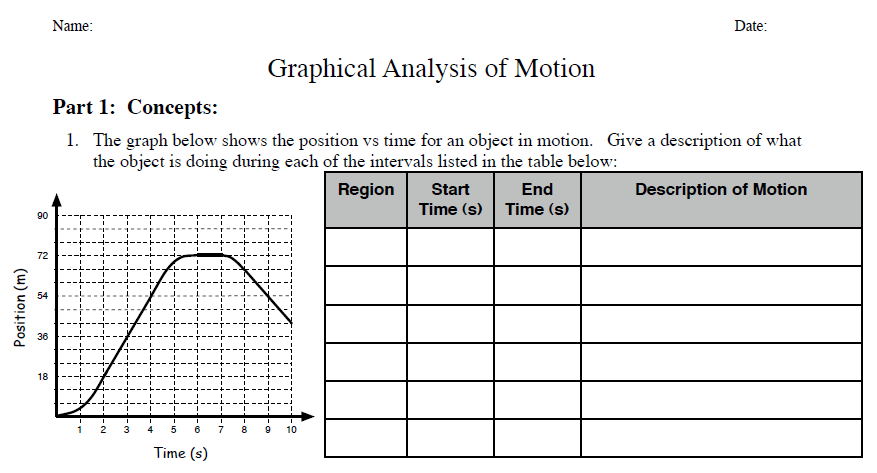 Name:
Date:
Graphical Analysis of Motion
Part 1: Concepts:
1. The graph below shows the position vs time for an object in motion. Give a description of what
the object is doing during each of the intervals listed in the table below:
Region
Start
Time (s)
End
Time (s)
Description of Motion
Position (m)
90
72
54
36
18
1 2 3 4 5 6 7 8 9 10
Time (s)